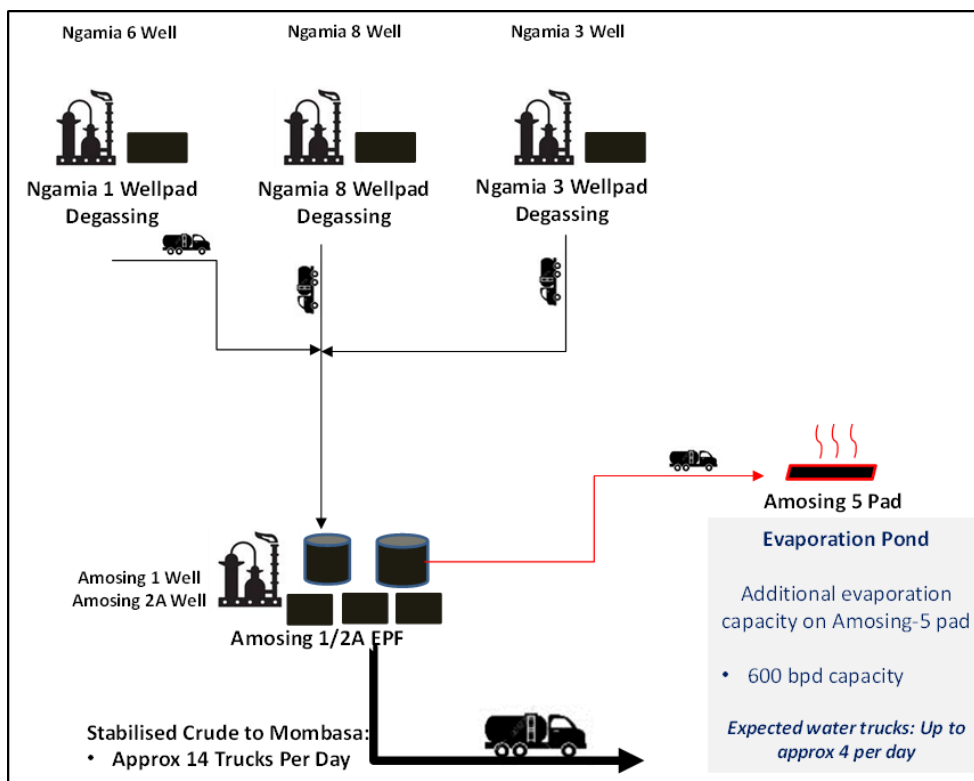 Ngamia 6 Well
Ngamia 8 Well
Ngamia 3 Well
Ngamia 1 Wellpad
Degassing
Ngamia 8 Wellpad
Degassing
Ngamia 3 Wellpad
Degassing
Amosing 5 Pad
Evaporation Pond
Additional evaporation
capacity on Amosing-5 pad
• 600 bpd capacity
Expected water trucks: Up to
approx 4 per day
Amosing 1 Well
Amosing 2A Well
Amosing 1/2A EPF
Stabilised Crude to Mombasa:
• Approx 14 Trucks Per Day